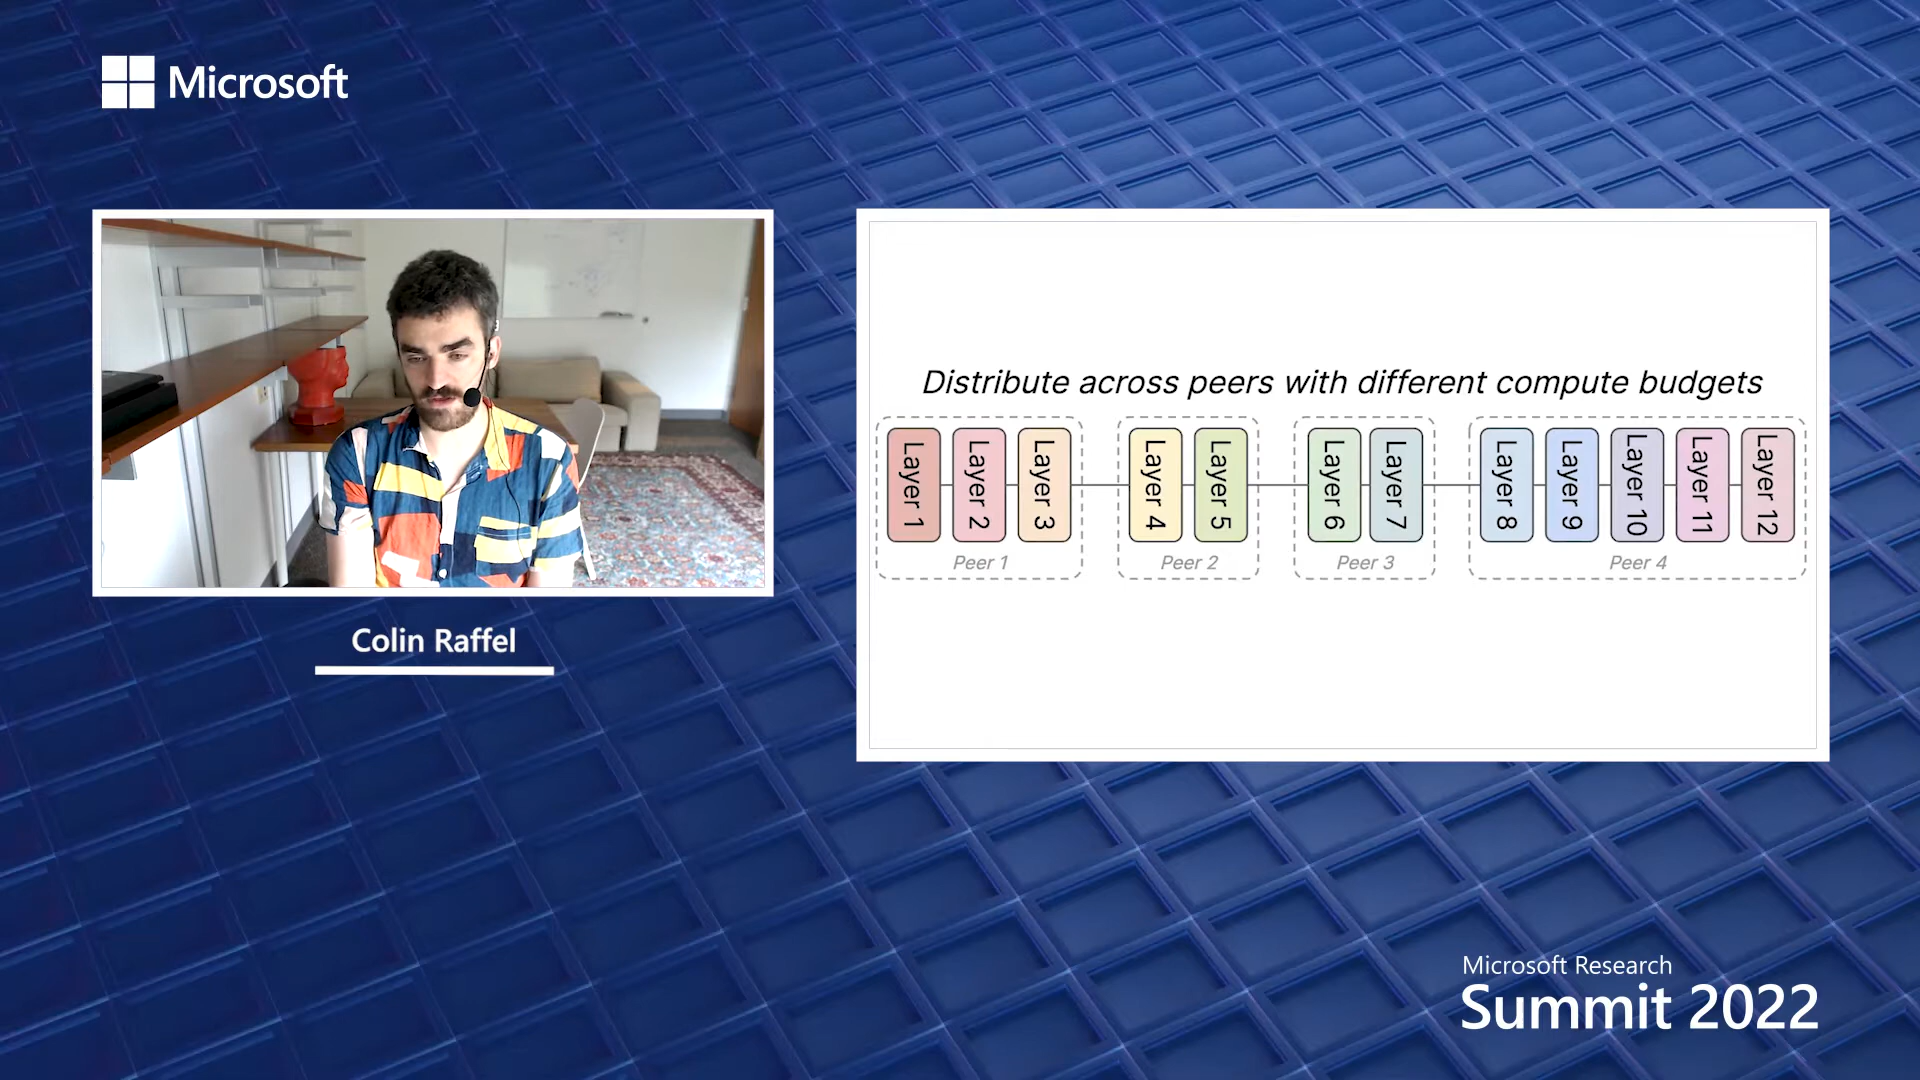 Microsoft
Distribute across peers with different compute budgets
Layer 1
Layer 2
Layer 3
Layer 4
Layer 5
Layer 6
Layer 7
Layer 8
Layer 9
Layer 10
Layer 11
Layer 12
Peer 1
Peer 2
Peer 3
Peer 4
Colin Raffel
Microsoft Research
Summit 2022